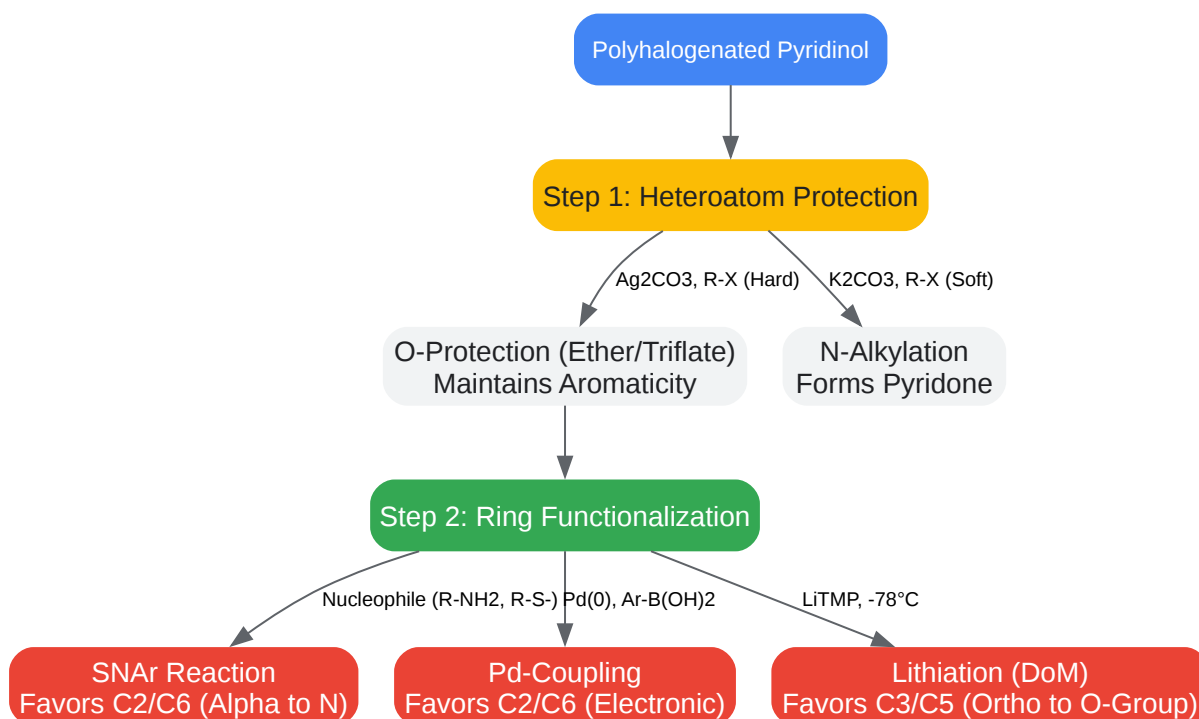 Polyhalogenated Pyridinol
Step 1: Heteroatom Protection
Ag2CO3, R-X (Hard)
K2CO3, R-X (Soft)
O-Protection (Ether/Triflate)
Maintains Aromaticity
N-Alkylation
Forms Pyridone
Step 2: Ring Functionalization
Nucleophile (R-NH2, R-S-)
Pd(0), Ar-B(OH)2
LiTMP, -78°C
SNAr Reaction
Favors C2/C6 (Alpha to N)
Pd-Coupling
Favors C2/C6 (Electronic)
Lithiation (DoM)
Favors C3/C5 (Ortho to O-Group)